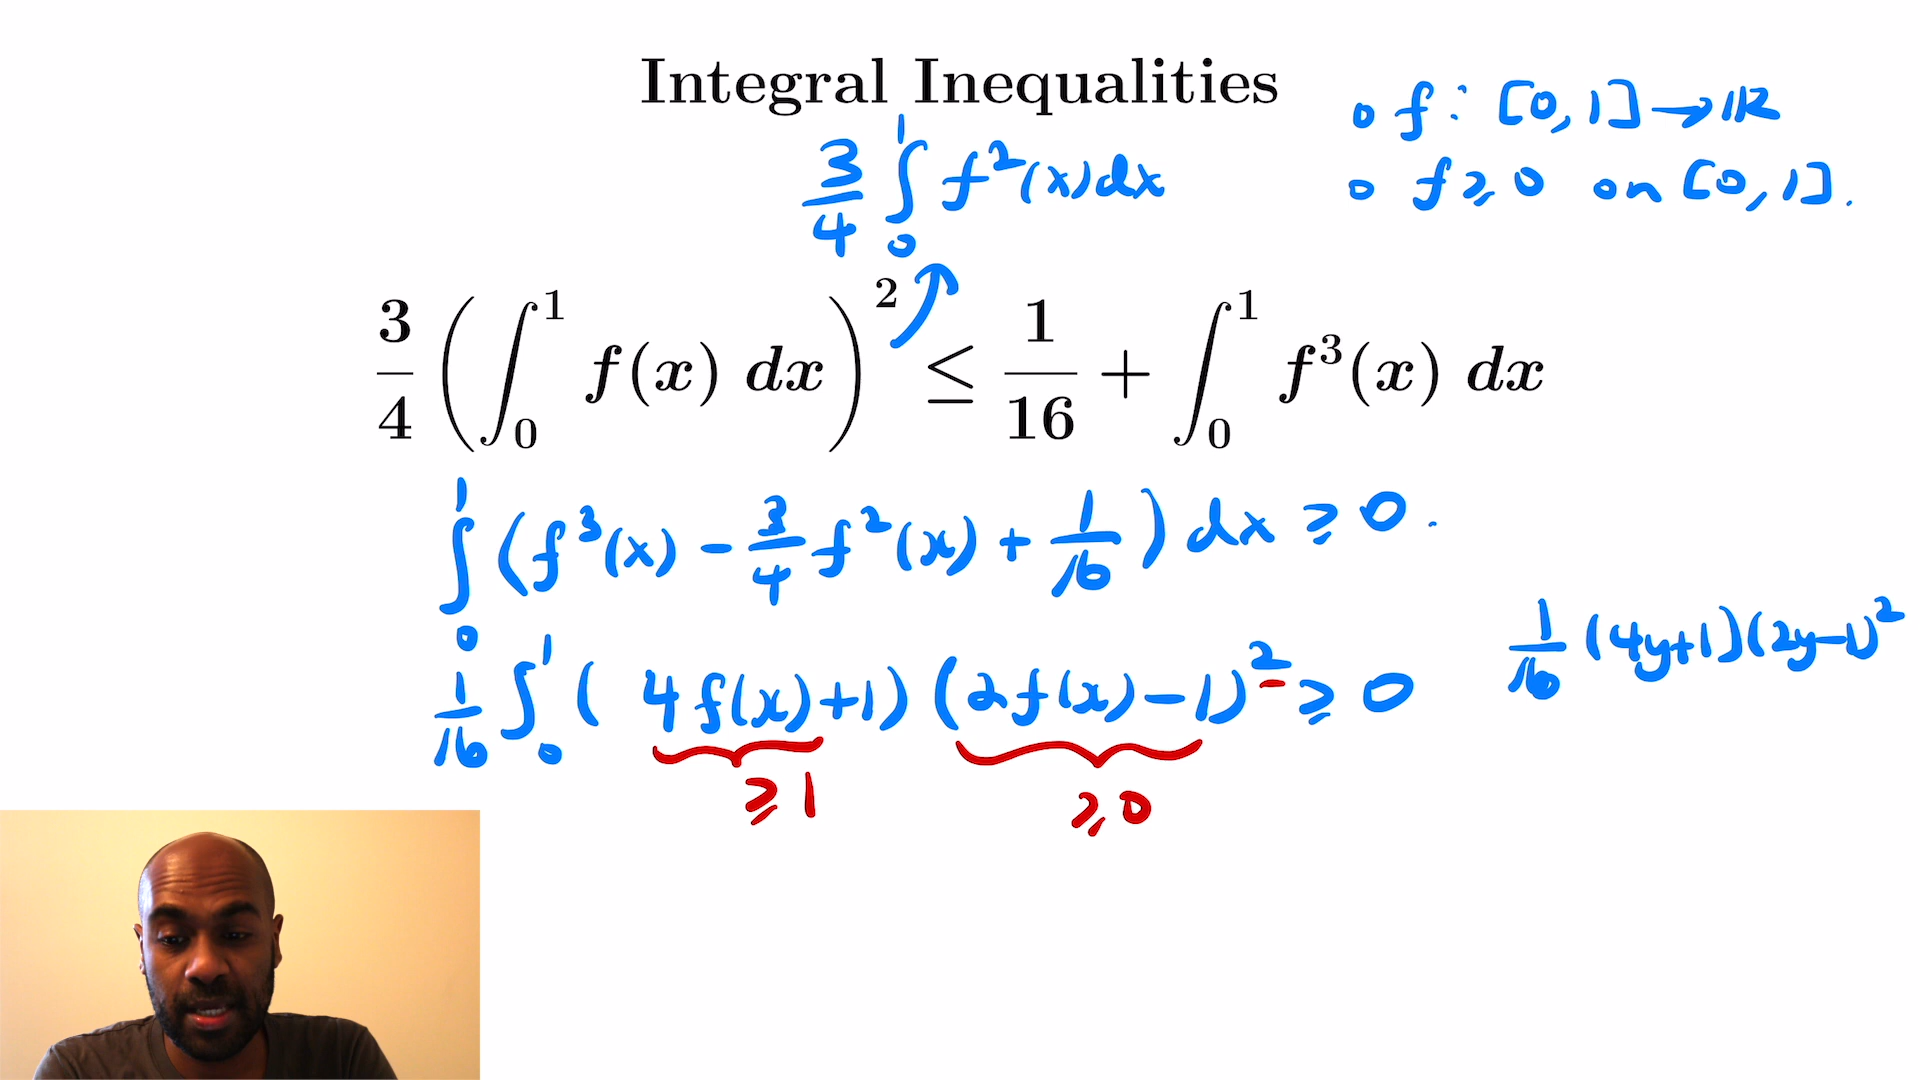 Integral Inequalities
∘ f : [0,1] → ℝ
∘ f ≥ 0 on [0,1].
3/4 ∫₀¹ f²(x)dx
3/4 (∫₀¹ f(x) dx)² ≤ 1/16 + ∫₀¹ f³(x) dx
∫₀¹ (f³(x) − 3/4 f²(x) + 1/16) dx ≥ 0.
1/16 (4y+1)(2y−1)²
1/16 ∫₀¹ (4f(x)+1)(2f(x)−1)² ≥ 0
≥ 1
≥ 0